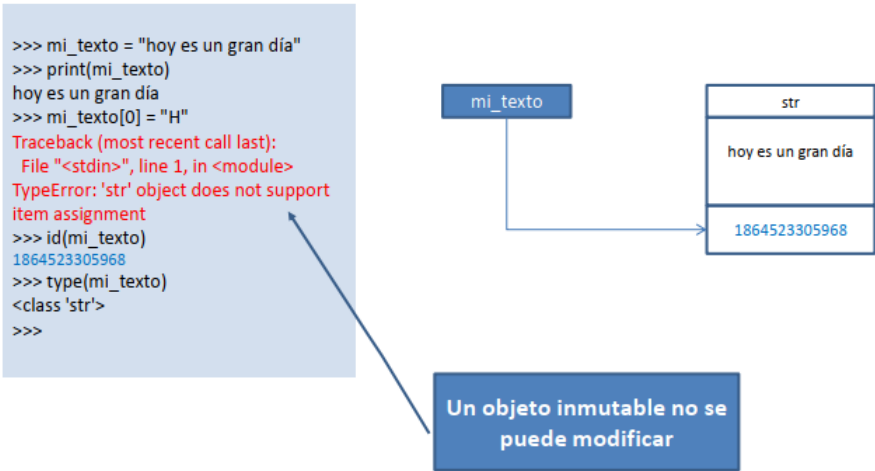 >>> mi_texto = "hoy es un gran día"
>>> print(mi_texto)
hoy es un gran día
>>> mi_texto[0] = "H"
Traceback (most recent call last):
  File "<stdin>", line 1, in <module>
TypeError: 'str' object does not support
item assignment
>>> id(mi_texto)
1864523305968
>>> type(mi_texto)
<class 'str'>
>>>
mi_texto
str
hoy es un gran día
1864523305968
Un objeto inmutable no se
puede modificar